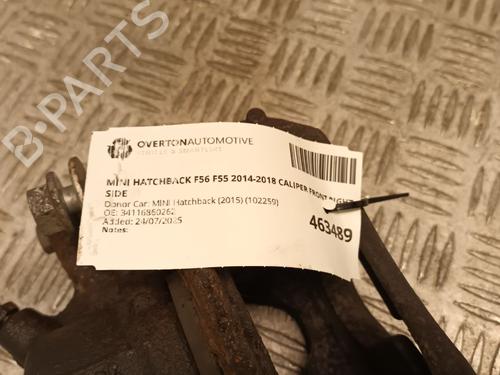 B-PARTS
OVERTONAUTOMOTIVE
MINI HATCHBACK F56 F55 2014-2018 CALIPER FRONT RIGHT
SIDE
Donor Car: MINI Hatchback (2015) (102259)
OE: 34116860262
Added: 24/07/2025
Notes:
463489